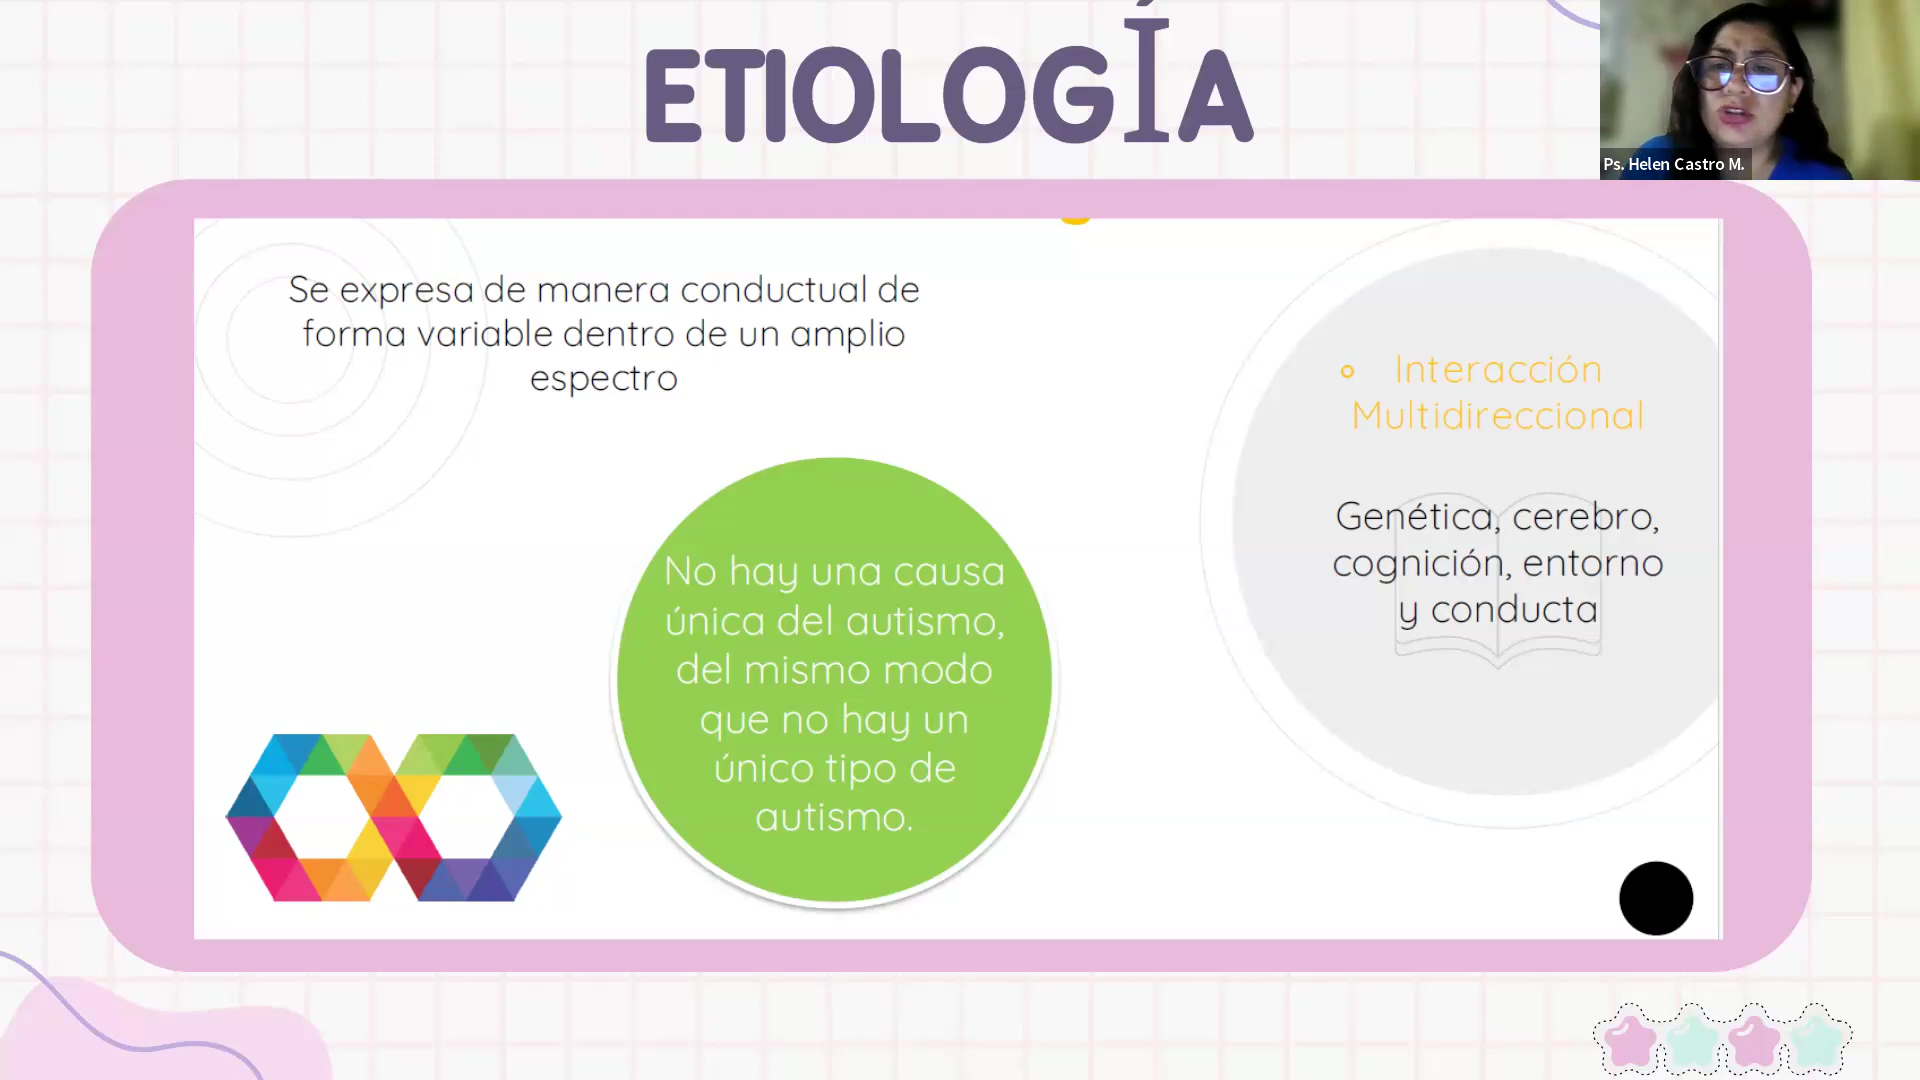 ETIOLOGÍA
Ps. Helen Castro M.
Se expresa de manera conductual de
forma variable dentro de un amplio
espectro
No hay una causa
única del autismo,
del mismo modo
que no hay un
único tipo de
autismo.
Interacción
Multidireccional
Genética, cerebro,
cognición, entorno
y conducta